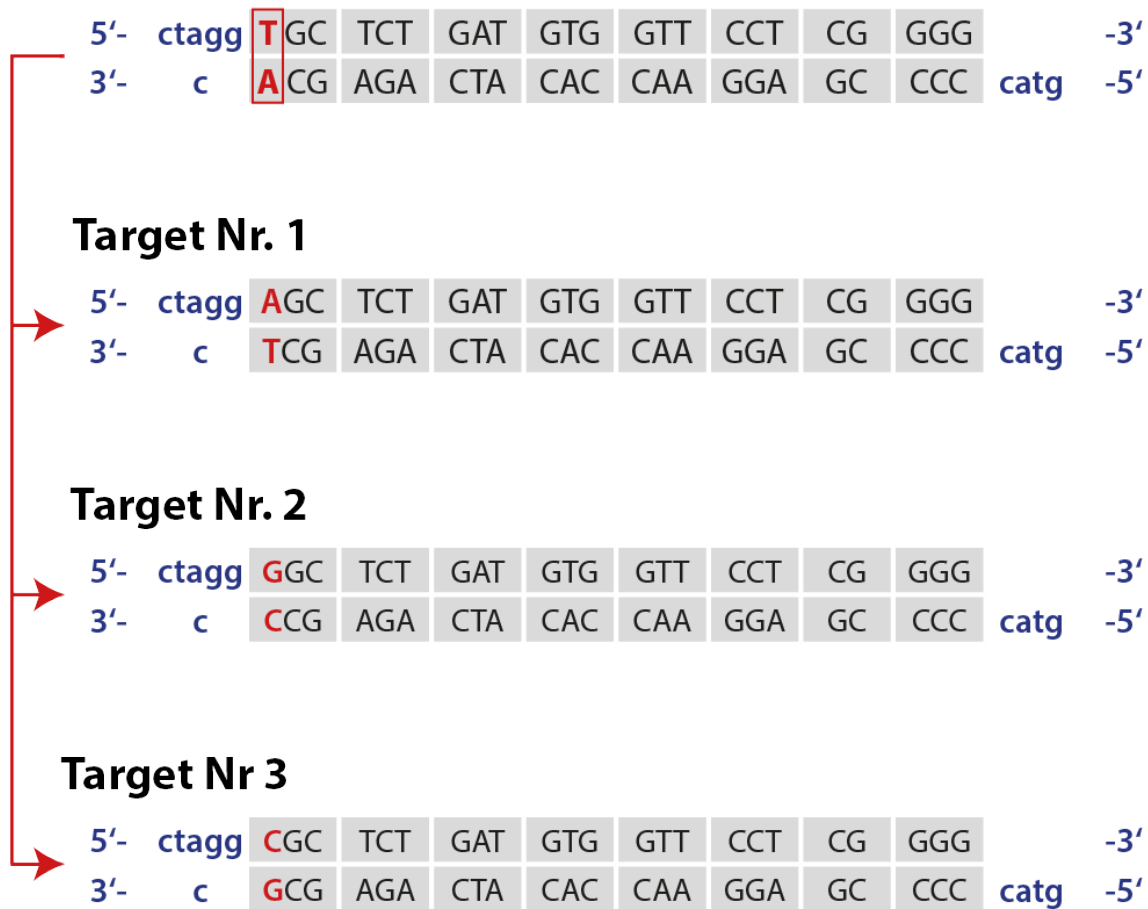 5‘- ctagg TGC TCT GAT GTG GTT CCT CG GGG -3‘
3‘- c ACG AGA CTA CAC CAA GGA GC CCC catg -5‘
Target Nr. 1
5‘- ctagg AGC TCT GAT GTG GTT CCT CG GGG -3‘
3‘- c TCG AGA CTA CAC CAA GGA GC CCC catg -5‘
Target Nr. 2
5‘- ctagg GGC TCT GAT GTG GTT CCT CG GGG -3‘
3‘- c CCG AGA CTA CAC CAA GGA GC CCC catg -5‘
Target Nr 3
5‘- ctagg CGC TCT GAT GTG GTT CCT CG GGG -3‘
3‘- c GCG AGA CTA CAC CAA GGA GC CCC catg -5‘